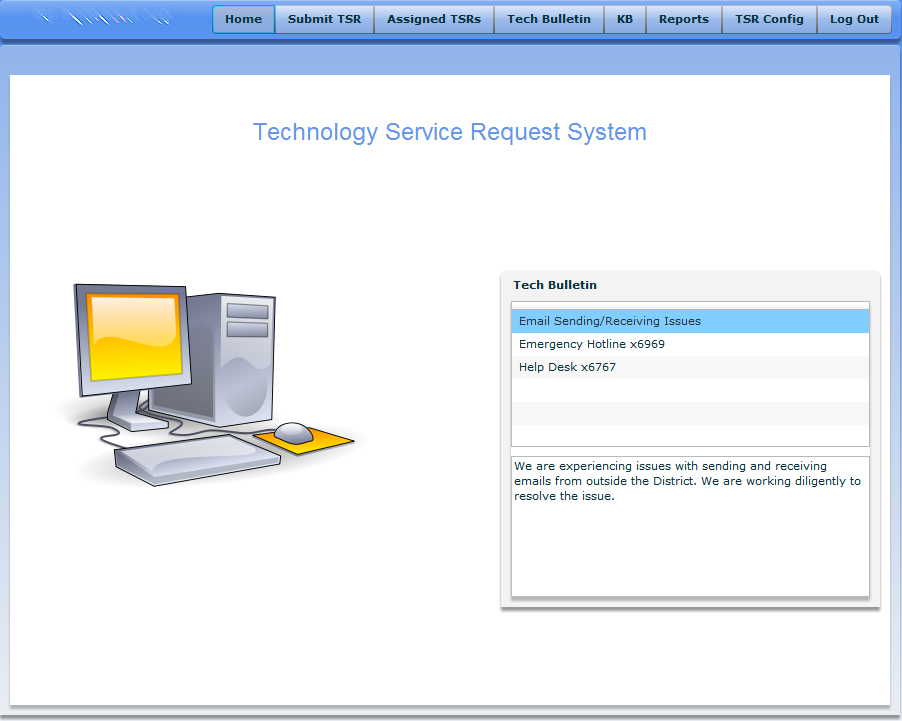 Home Submit TSR Assigned TSRs Tech Bulletin KB Reports TSR Config Log Out
Technology Service Request System
Tech Bulletin
Email Sending/Receiving Issues
Emergency Hotline x6969
Help Desk x6767
We are experiencing issues with sending and receiving
emails from outside the District. We are working diligently to
resolve the issue.